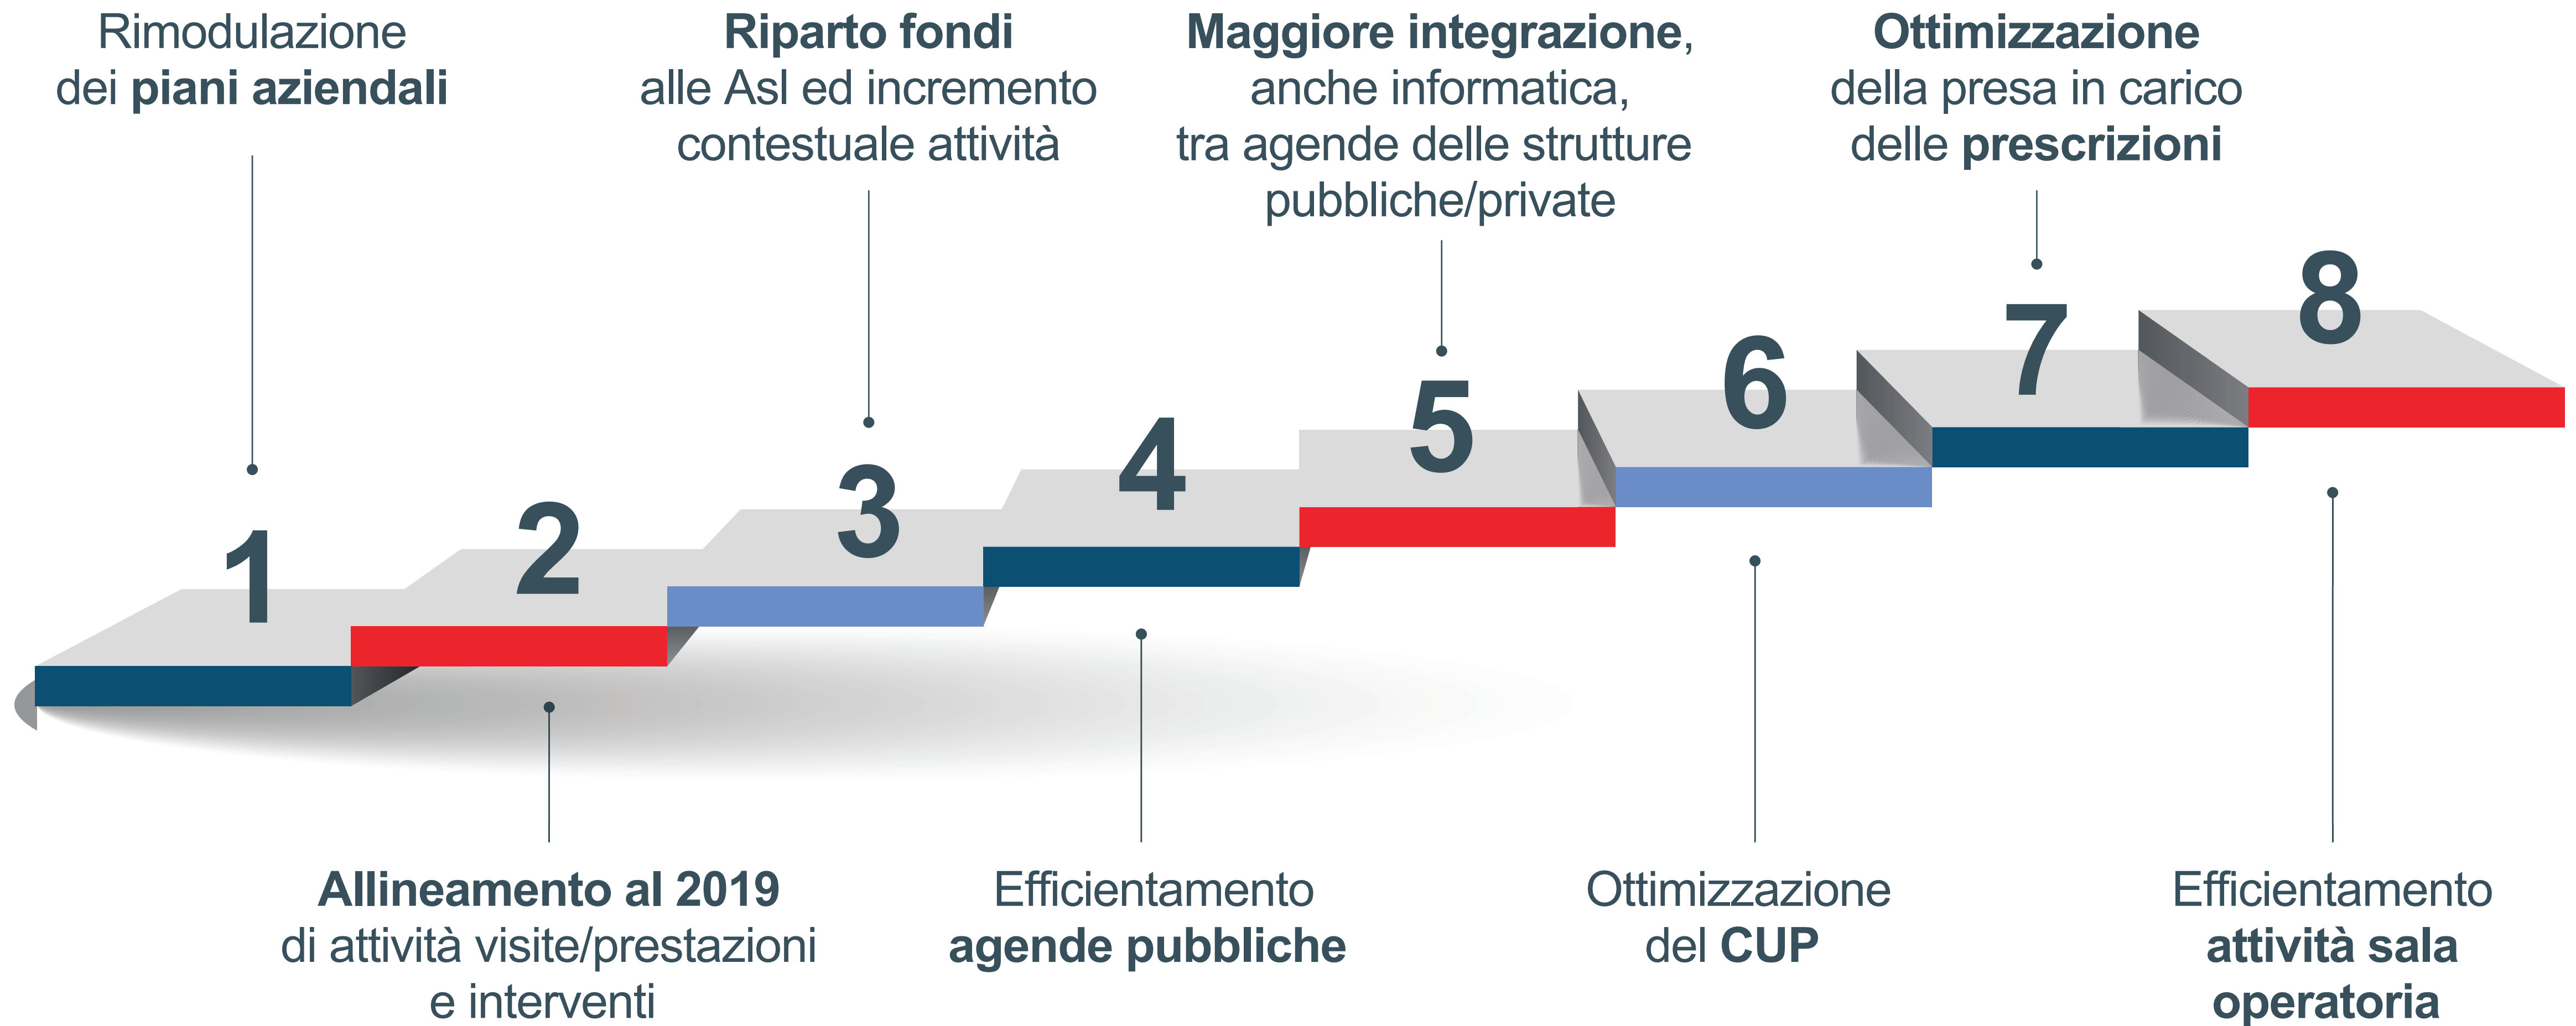 Rimodulazione
dei piani aziendali
Riparto fondi
alle Asl ed incremento
contestuale attività
Maggiore integrazione,
anche informatica,
tra agende delle strutture
pubbliche/private
Ottimizzazione
della presa in carico
delle prescrizioni
1
2
3
4
5
6
7
8
Allineamento al 2019
di attività visite/prestazioni
e interventi
Efficientamento
agende pubbliche
Ottimizzazione
del CUP
Efficientamento
attività sala
operatoria